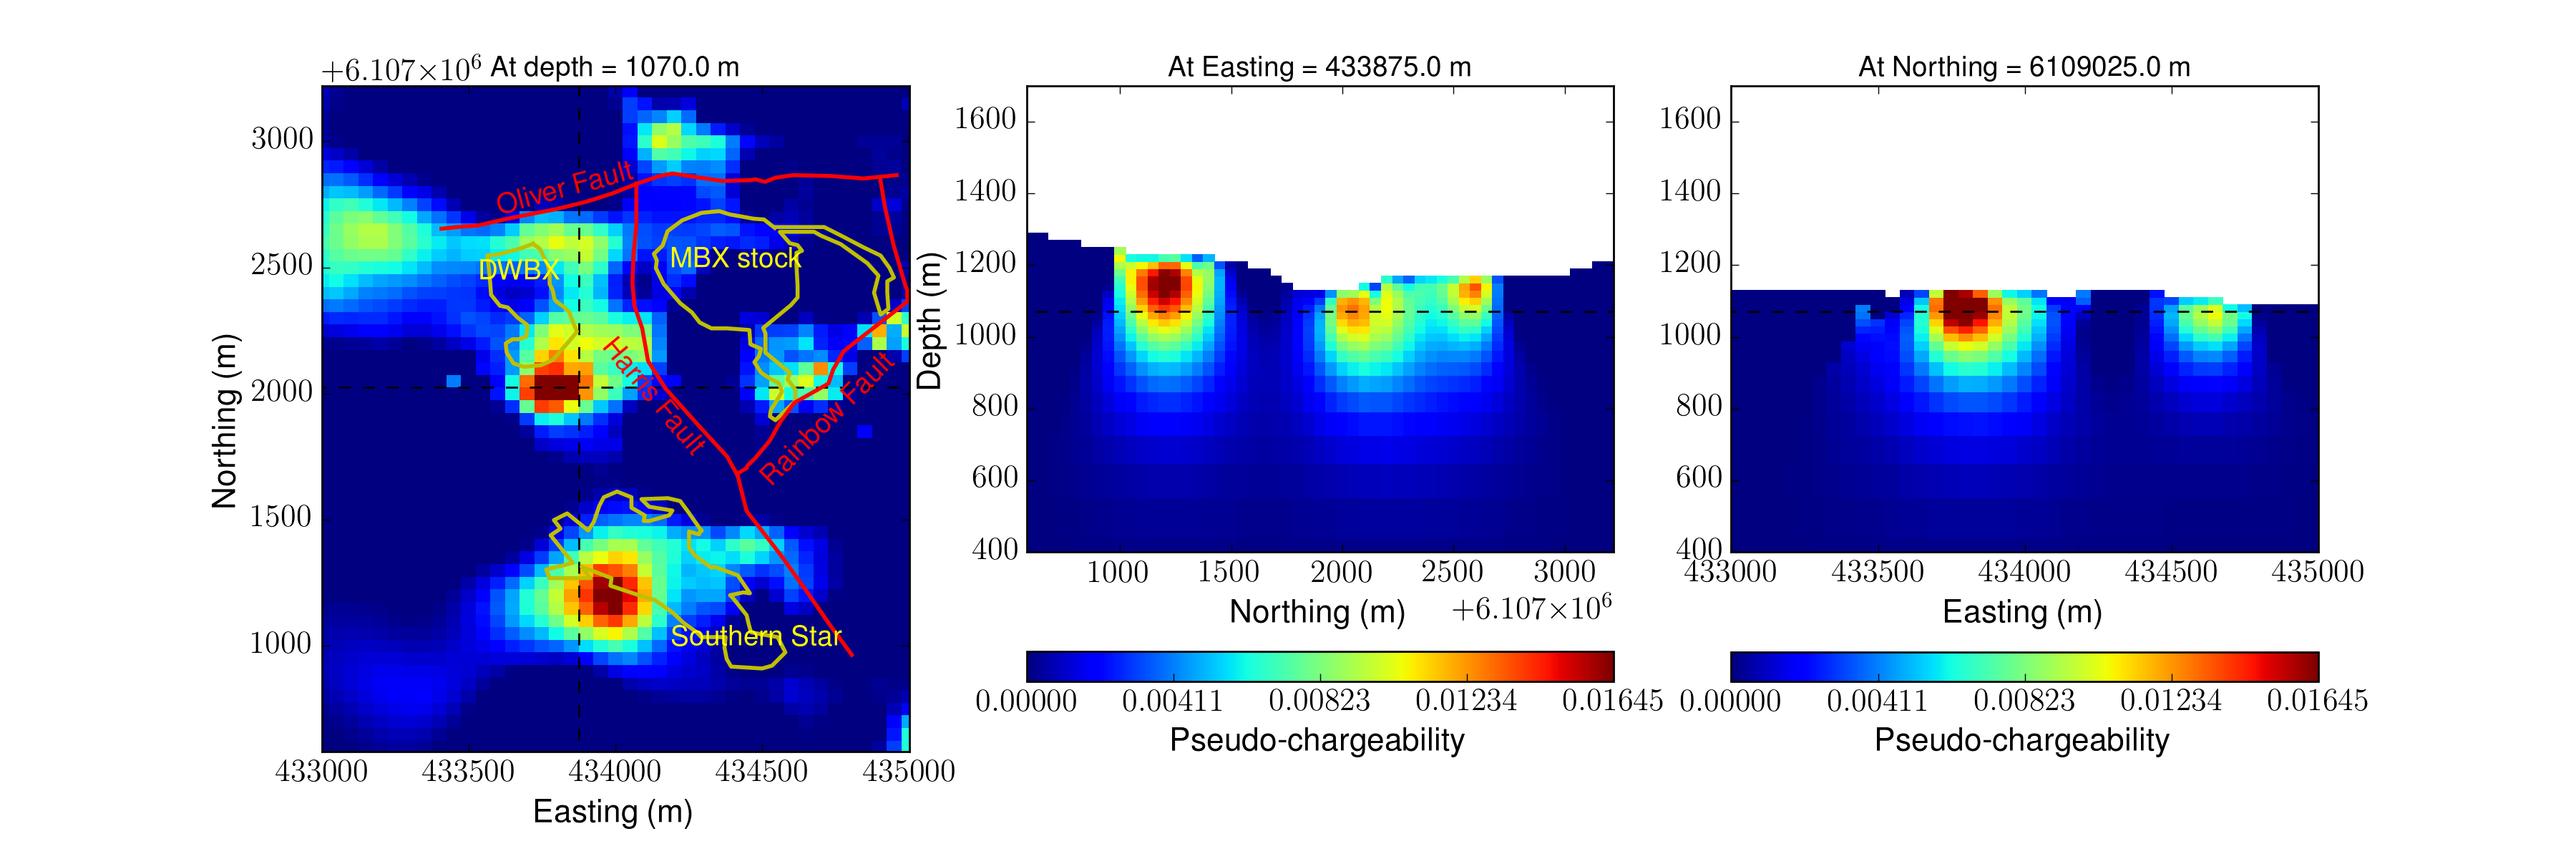 +6.107×10⁶ At depth = 1070.0 m
3000
2500
2000
1500
1000
Northing (m)
Oliver Fault
DWBX
MBX stock
Harris Fault
Rainbow Fault
Southern Star
433000 433500 434000 434500 435000
Easting (m)
At Easting = 433875.0 m
1600
1400
1200
1000
800
600
400
Depth (m)
1000 1500 2000 2500 3000
Northing (m) +6.107×10⁶
0.00000 0.00411 0.00823 0.01234 0.01645
Pseudo-chargeability
At Northing = 6109025.0 m
1600
1400
1200
1000
800
600
400
433000 433500 434000 434500 435000
Easting (m)
0.00000 0.00411 0.00823 0.01234 0.01645
Pseudo-chargeability